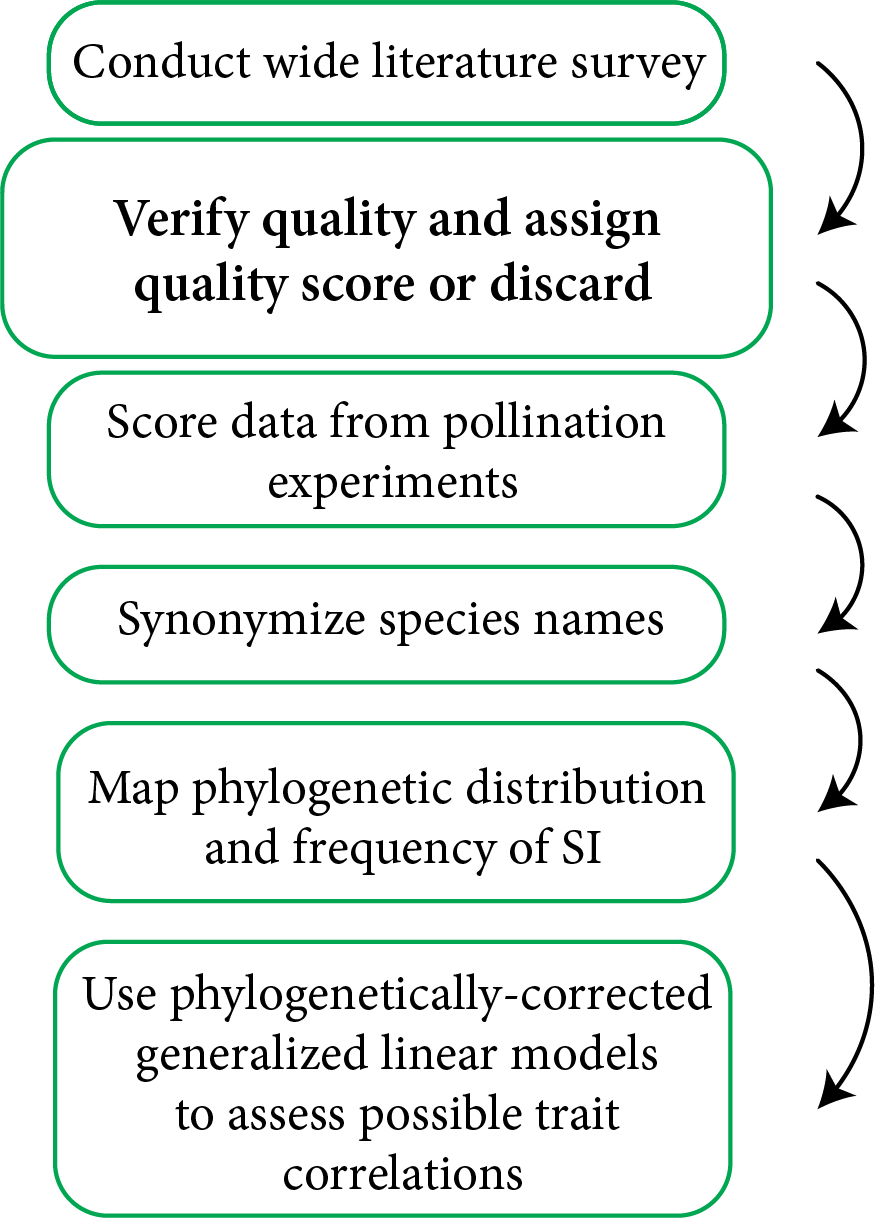 Conduct wide literature survey
Verify quality and assign
quality score or discard
Score data from pollination
experiments
Synonymize species names
Map phylogenetic distribution
and frequency of SI
Use phylogenetically-corrected
generalized linear models
to assess possible trait
correlations